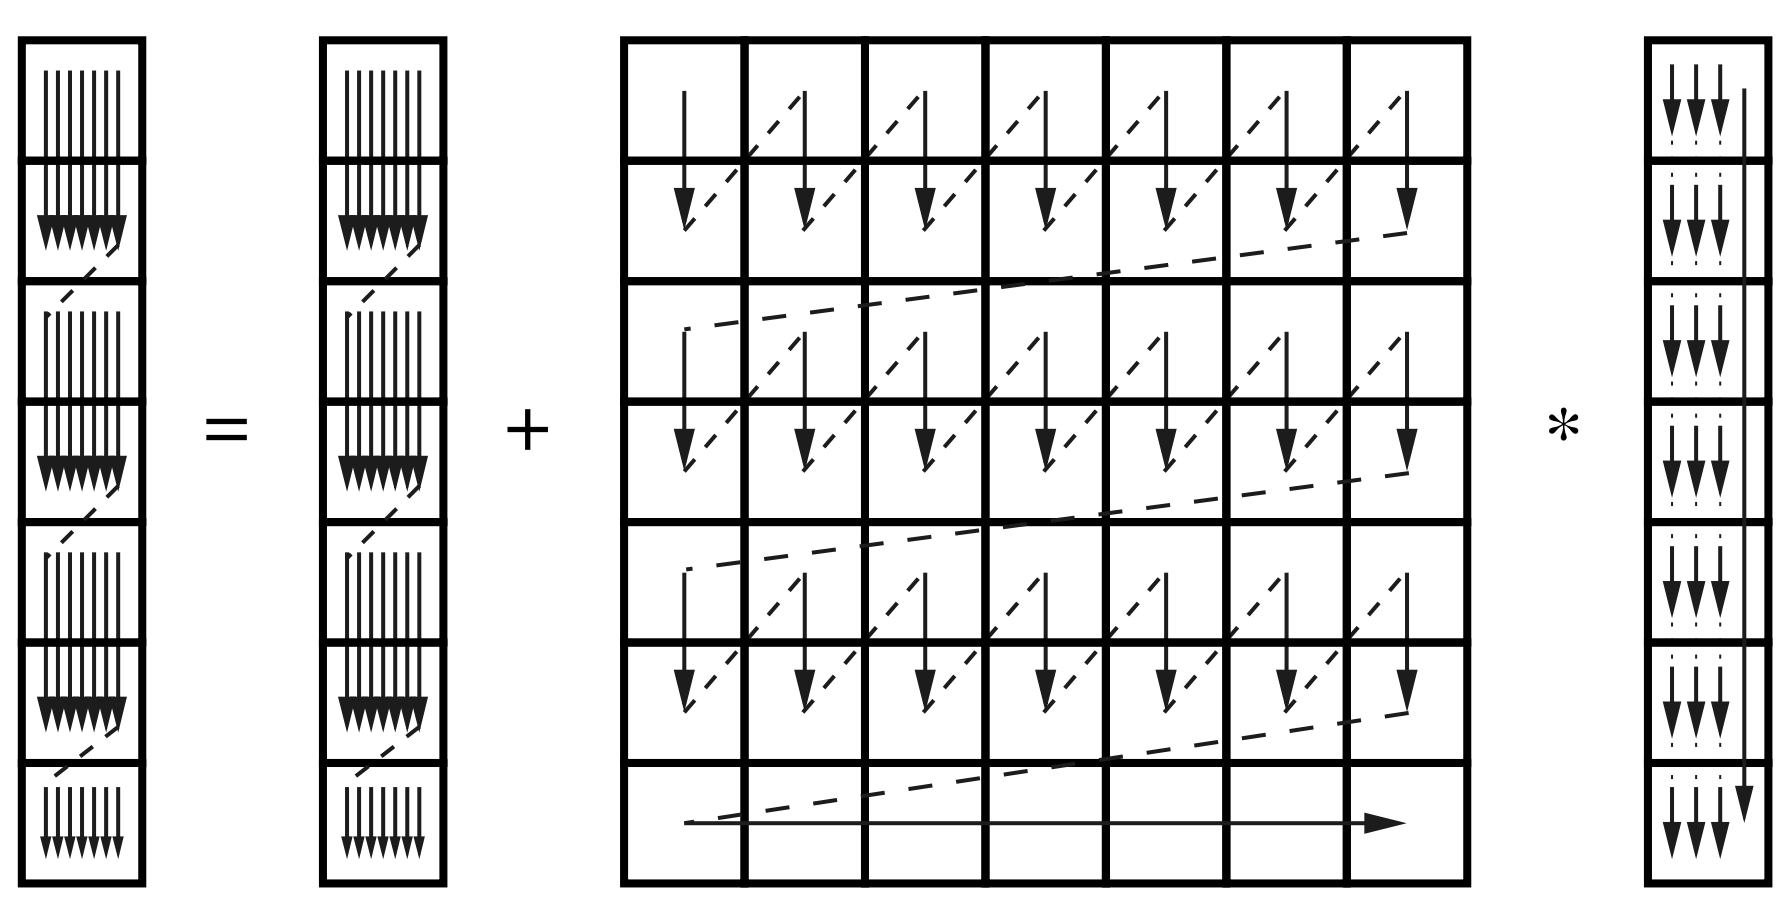 = + *